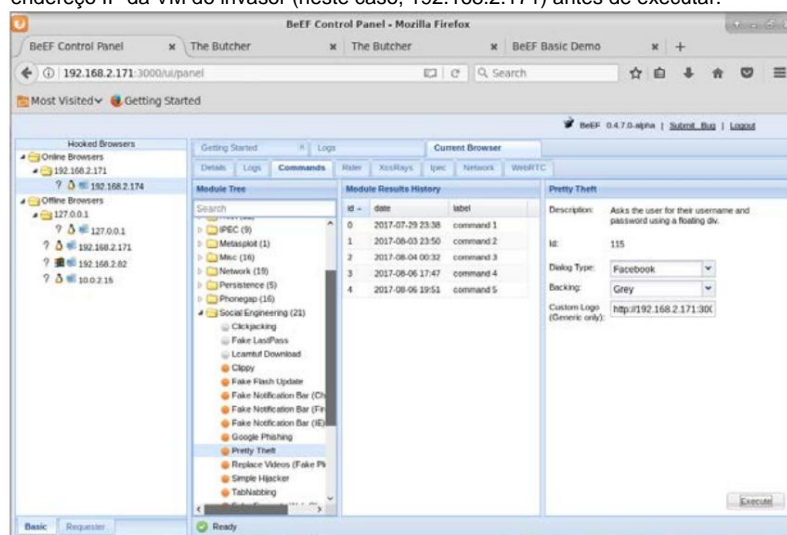 endereço IP da VM do invasor (neste caso, 192.168.2.171) antes de executar.
BeEF Control Panel - Mozilla Firefox
BeEF Control Panel × The Butcher × The Butcher × BeEF Basic Demo × +
192.168.2.171:3000/ui/panel Search
Most Visited Getting Started
BeEF 0.4.7.0-alpha | Submit Bug | Logout
Hooked Browsers
Online Browsers
192.168.2.171
? 192.168.2.174
Offline Browsers
127.0.0.1
? 127.0.0.1
? 192.168.2.171
? 192.168.2.82
? 10.0.2.15
Basic Requester
Getting Started Logs Current Browser
Details Logs Commands Rider XssRays Ipec Network WebRTC
Module Tree
Search
IPEC (9)
Metasploit (1)
Misc (16)
Network (19)
Persistence (5)
Phonegap (16)
Social Engineering (21)
Clickjacking
Fake LastPass
Lcamtuf Download
Clippy
Fake Flash Update
Fake Notification Bar (Ch
Fake Notification Bar (Fir
Fake Notification Bar (IE)
Google Phishing
Pretty Theft
Replace Videos (Fake Pl
Simple Hijacker
TabNabbing
Module Results History
id date label
0 2017-07-29 23:38 command 1
1 2017-08-03 23:50 command 2
2 2017-08-04 00:32 command 3
3 2017-08-06 17:47 command 4
4 2017-08-06 19:51 command 5
Pretty Theft
Description: Asks the user for their username and
password using a floating div.
Id: 115
Dialog Type: Facebook
Backing: Grey
Custom Logo
(Generic only): http://192.168.2.171:300
Execute
Ready